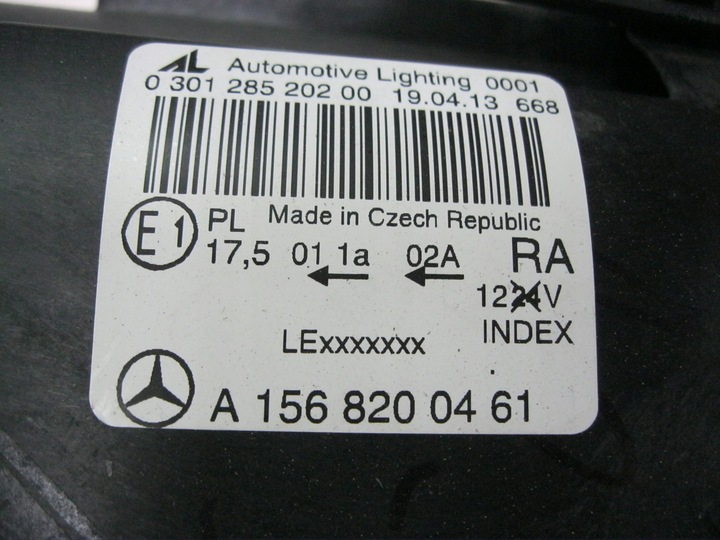 AL Automotive Lighting 0001
0 301 285 202 00 19.04.13 668
E1 PL Made in Czech Republic
17,5 01 1a 02A RA
1224V
LExxxxxxx INDEX
A 156 820 04 61